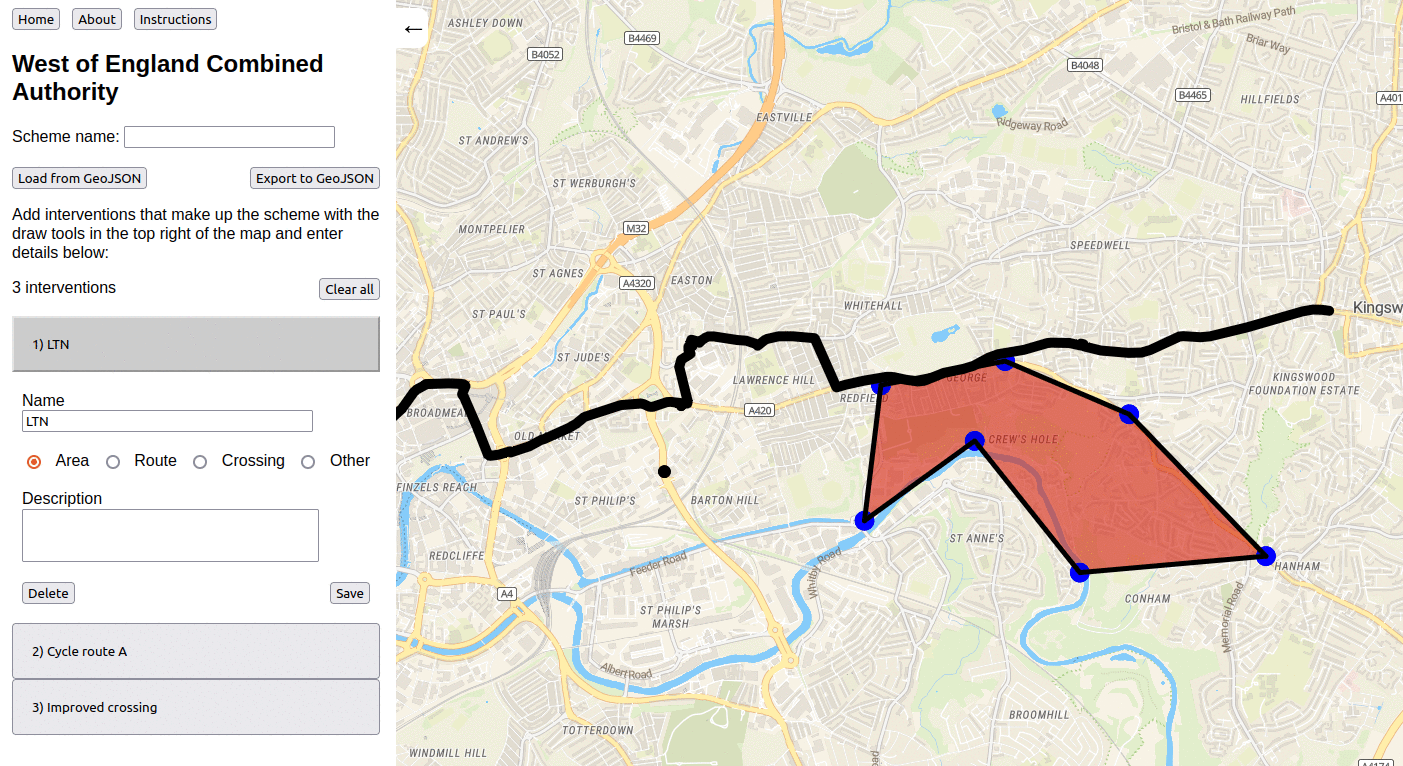 Home About Instructions
West of England Combined
Authority
Scheme name:
Load from GeoJSON Export to GeoJSON
Add interventions that make up the scheme with the
draw tools in the top right of the map and enter
details below:
3 interventions Clear all
1) LTN
Name
LTN
Area Route Crossing Other
Description
Delete Save
2) Cycle route A
3) Improved crossing
←
ASHLEY DOWN
B4469
B4052
Bristol & Bath Railway Path
Briar Way
B4048
B4465
HILLFIELDS
A401
EASTVILLE
Ridgeway Road
ST ANDREW'S
ST WERBURGH'S
MONTPELIER
M32
SPEEDWELL
ST AGNES
A4320
EASTON
WHITEHALL
Kingsw
ST PAUL'S
ST JUDE'S
LAWRENCE HILL
GEORGE
KINGSWOOD
FOUNDATION ESTATE
REDFIELD
BROADMEAD
A420
OLD MARKET
CREW'S HOLE
FINZELS REACH
ST PHILIP'S
BARTON HILL
ST ANNE'S
REDCLIFFE
Feeder Road
Whitby Road
HANHAM
A4
CONHAM
ST PHILIP'S
MARSH
Memorial Road
Albert Road
BROOMHILL
TOTTERDOWN
WINDMILL HILL
oad
A4174